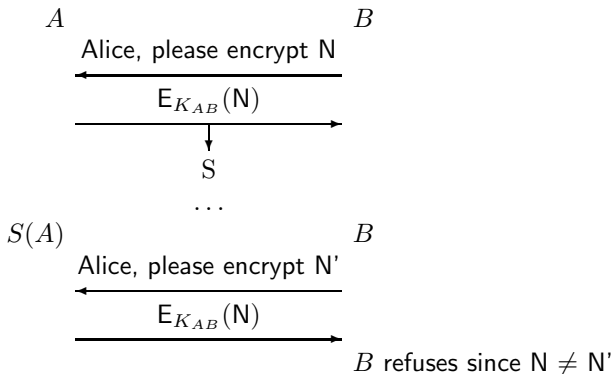 A B
Alice, please encrypt N
E_{K_{AB}}(N)
S
...
S(A) B
Alice, please encrypt N'
E_{K_{AB}}(N)
B refuses since N ≠ N'